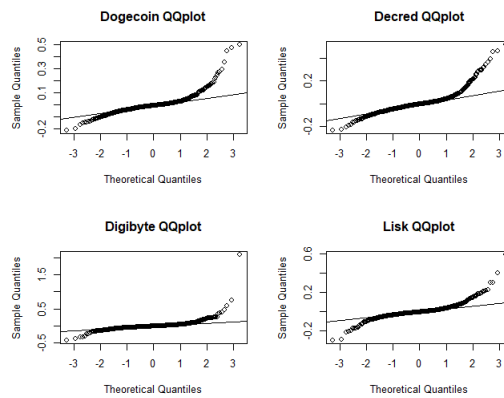 Dogecoin QQplot
Sample Quantiles
-0.2 0.1 0.3 0.5
-3 -2 -1 0 1 2 3
Theoretical Quantiles
Decred QQplot
Sample Quantiles
-0.2 0.2
-3 -2 -1 0 1 2 3
Theoretical Quantiles
Digibyte QQplot
Sample Quantiles
-0.5 0.5 1.5
-3 -2 -1 0 1 2 3
Theoretical Quantiles
Lisk QQplot
Sample Quantiles
-0.2 0.2 0.6
-3 -2 -1 0 1 2 3
Theoretical Quantiles